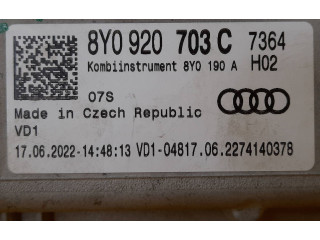 8Y0 920 703 C 7364
Kombiinstrument 8Y0 190 A H02
07S
Made in Czech Republic
VD1
17.06.2022-14:48:13 VD1-04817.06.2274140378